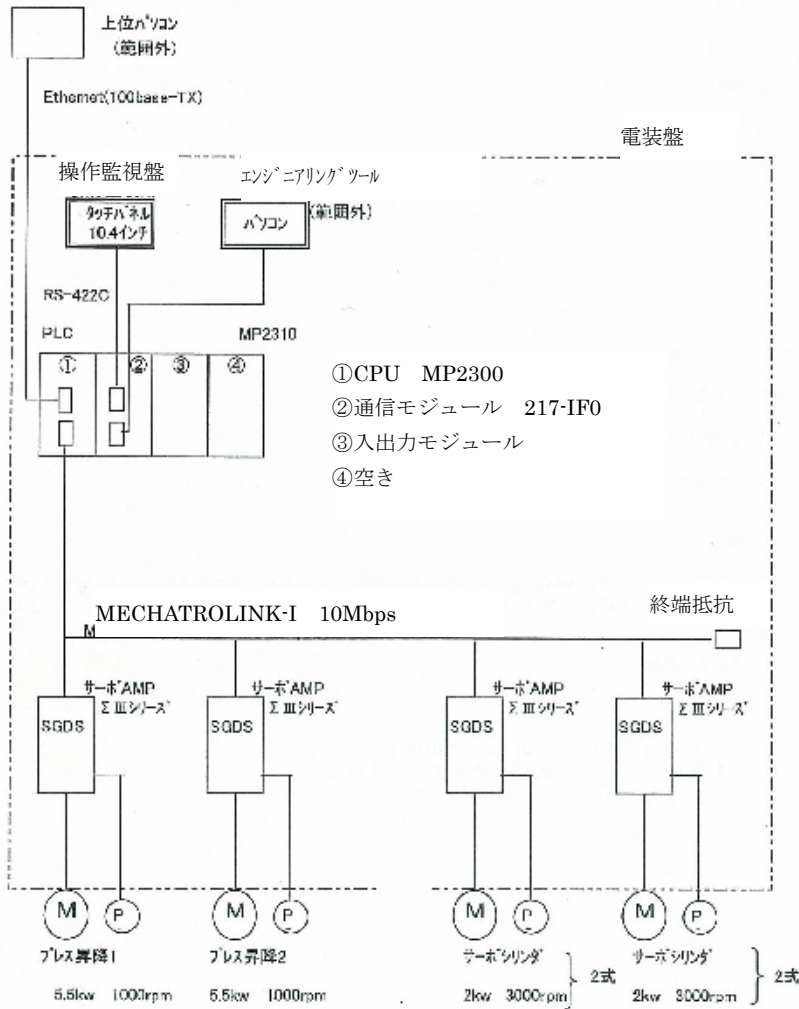 上位パソコン
(範囲外)
Ethernet(100base-TX)
電装盤
操作監視盤
エンジニアリングツール
タッチパネル
10.4インチ
パソコン
(範囲外)
RS-422C
PLC
MP2310
① ② ③ ④
①CPU MP2300
②通信モジュール 217-IF0
③入出力モジュール
④空き
MECHATROLINK-I 10Mbps
終端抵抗
M
サーボAMP サーボAMP サーボAMP サーボAMP
ΣⅢシリーズ ΣⅢシリーズ ΣⅢシリーズ ΣⅢシリーズ
SGDS SGDS SGDS SGDS
M P M P M P M P
プレス昇降1 プレス昇降2 サーボシリンダ サーボシリンダ
2式 2式
5.5kw 1000rpm 5.5kw 1000rpm 2kw 3000rpm 2kw 3000rpm